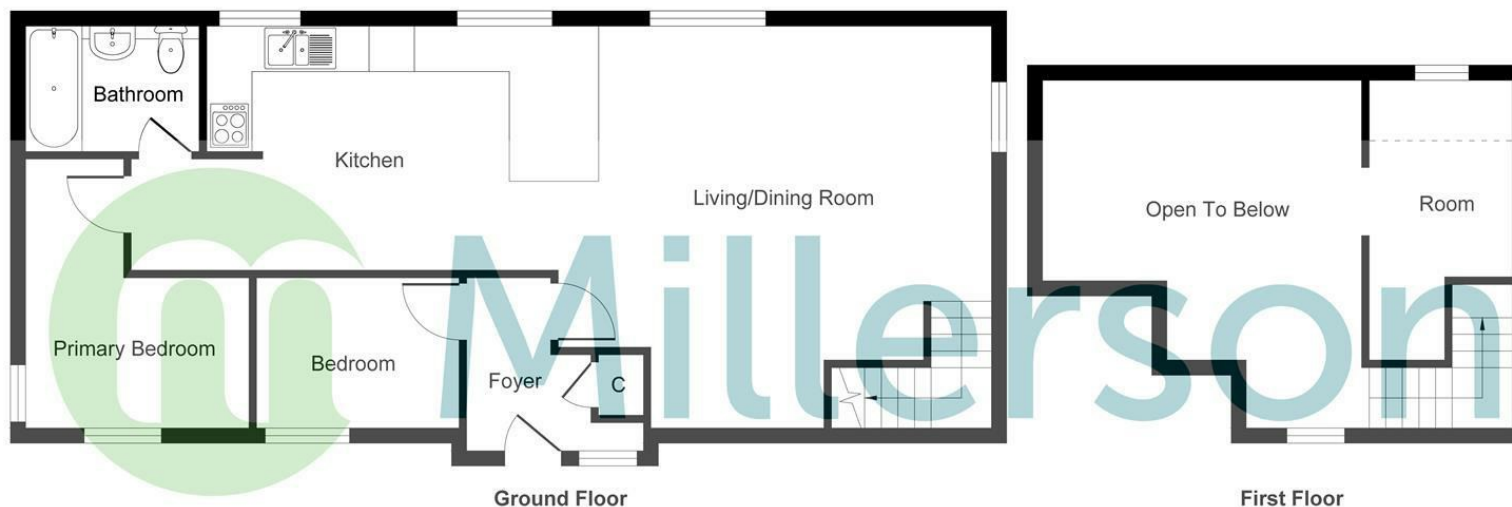 Bathroom
Kitchen
Living/Dining Room
Open To Below
Room
Millerson
Primary Bedroom
Bedroom
Foyer
C
Ground Floor
First Floor